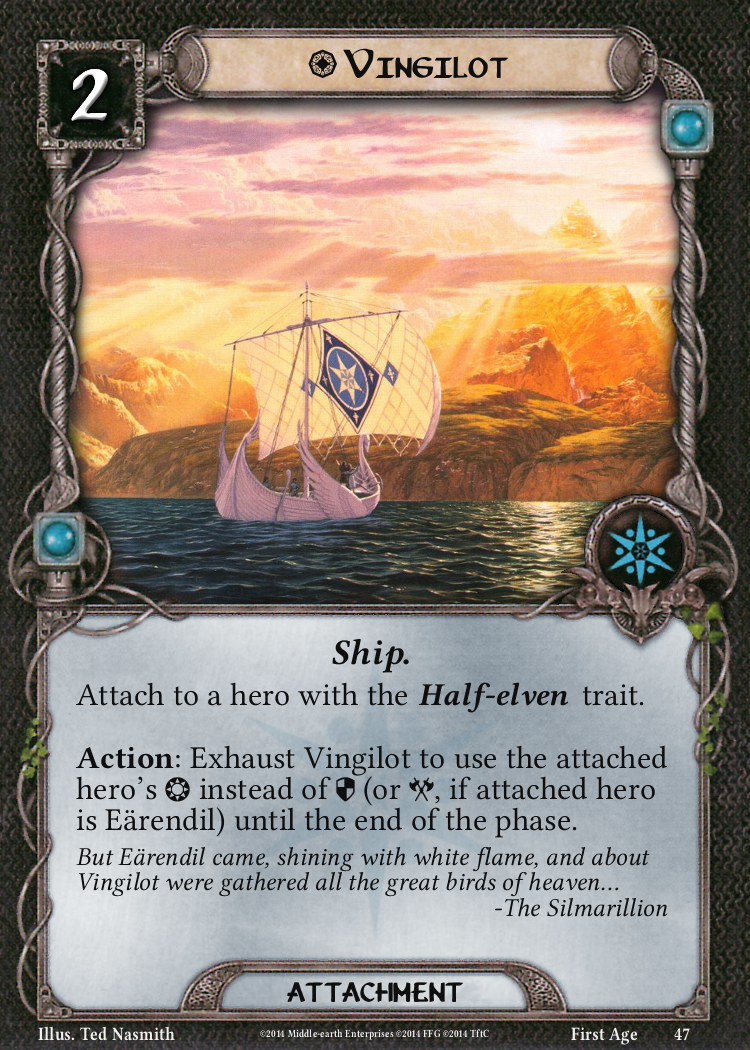 2
Vingilot
Ship.
Attach to a hero with the Half-elven trait.
Action: Exhaust Vingilot to use the attached
hero's instead of (or , if attached hero
is Eärendil) until the end of the phase.
But Eärendil came, shining with white flame, and about
Vingilot were gathered all the great birds of heaven...
-The Silmarillion
ATTACHMENT
Illus. Ted Nasmith ©2014 Middle-earth Enterprises ©2014 FFG ©2014 TftC First Age 47